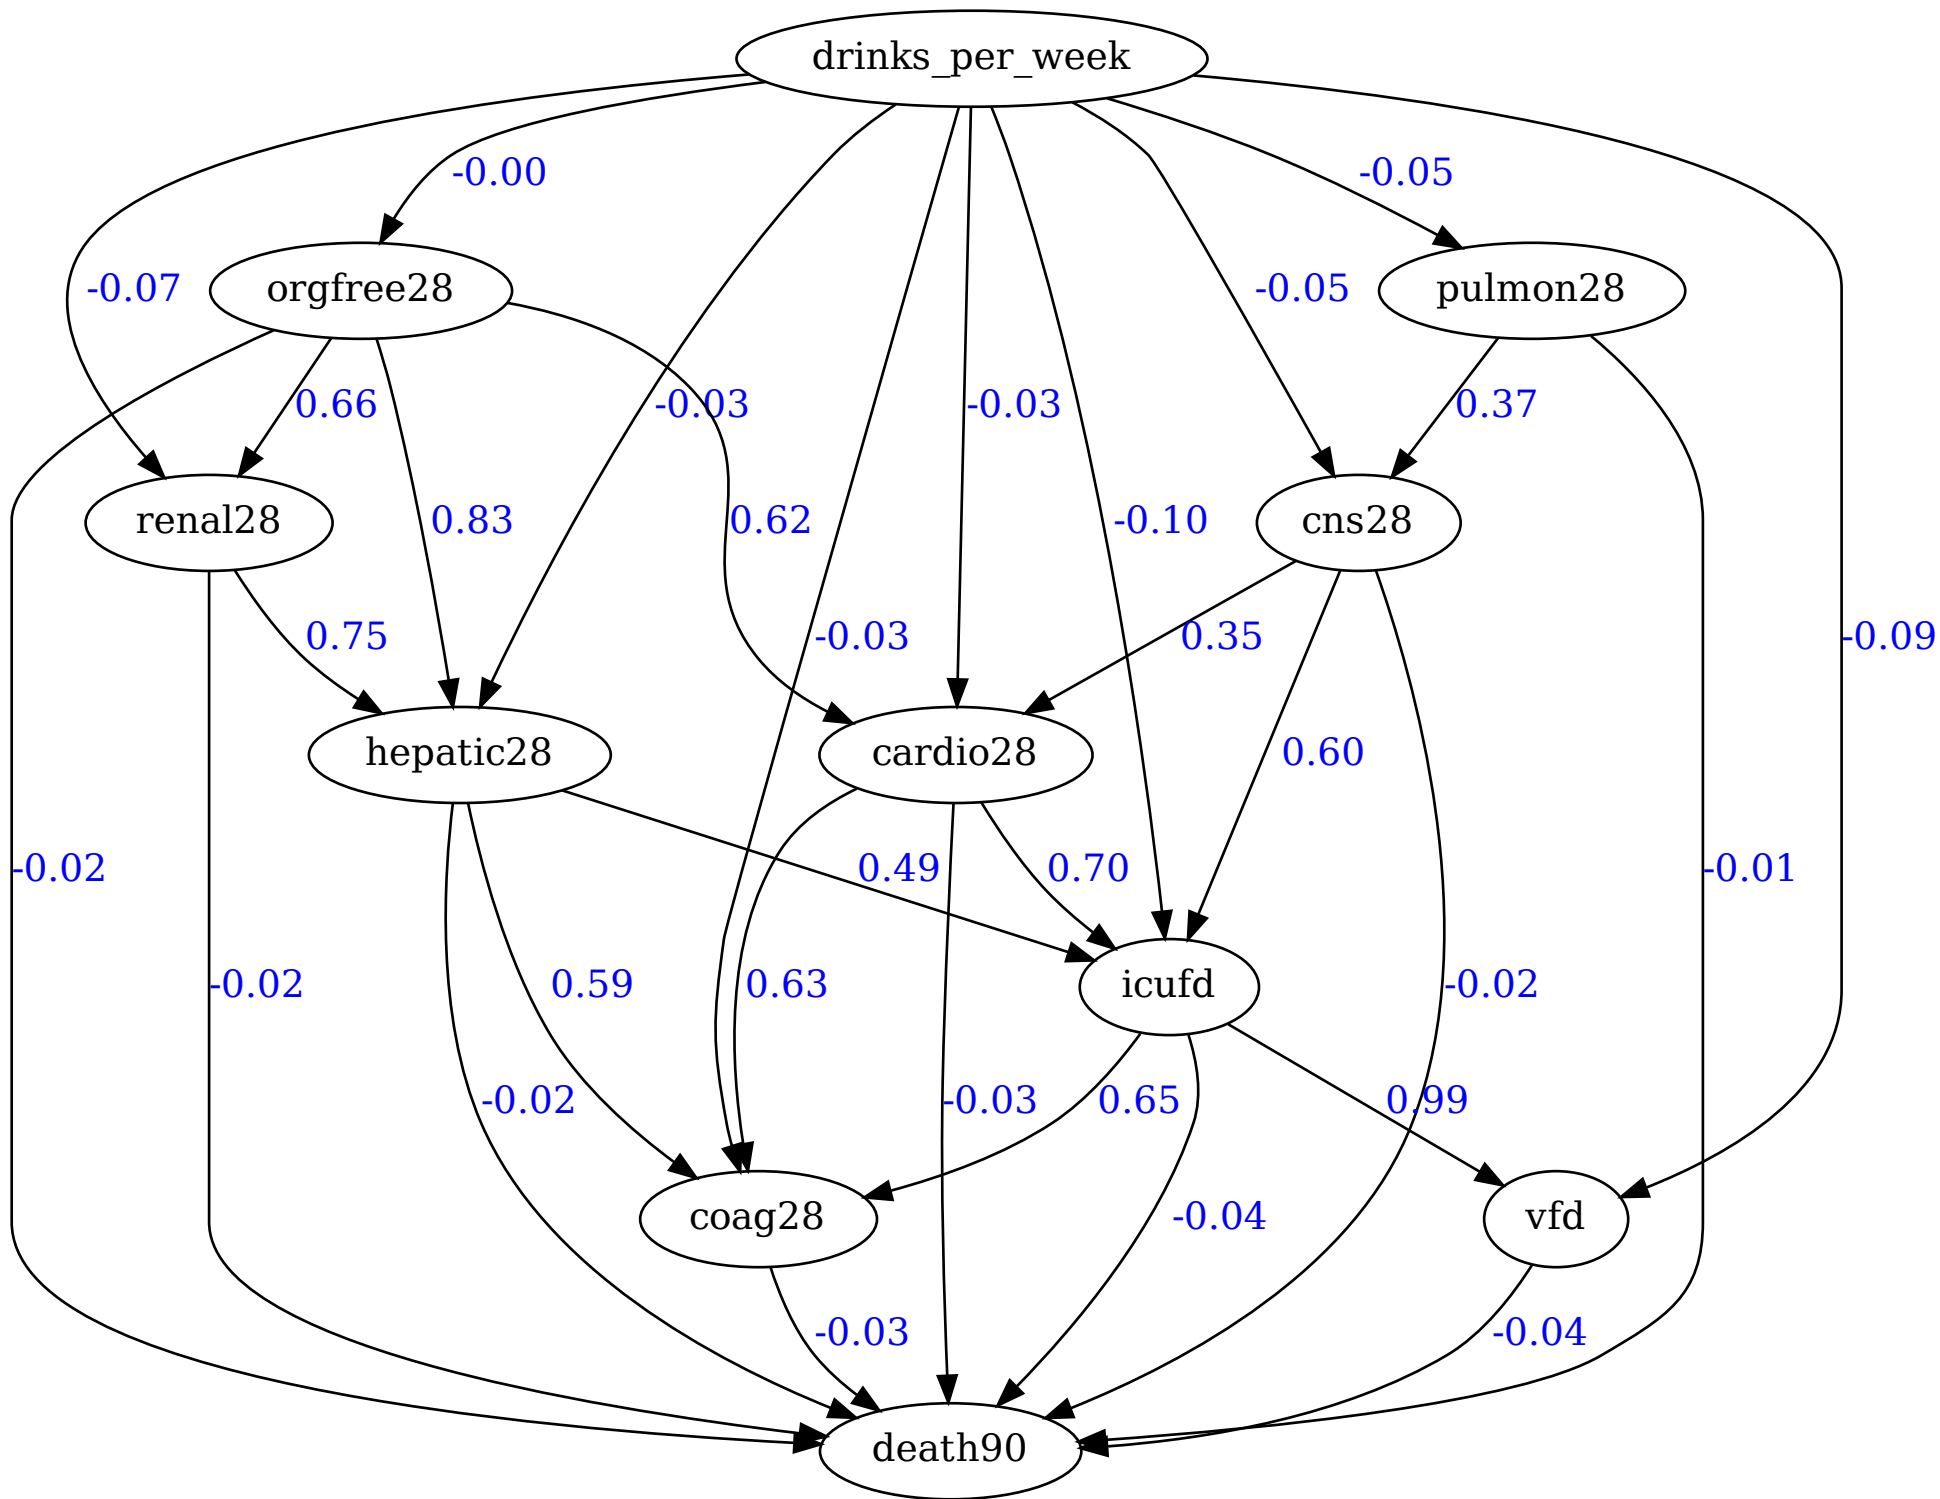 drinks_per_week
-0.00
-0.05
-0.07
orgfree28
-0.05
pulmon28
0.66
-0.03
-0.03
0.37
renal28
0.83
0.62
-0.10
cns28
0.75
-0.03
0.35
-0.09
hepatic28
cardio28
0.60
-0.02
0.49
0.70
-0.01
-0.02
0.59
0.63
icufd
-0.02
-0.02
-0.03
0.65
0.99
coag28
-0.04
vfd
-0.03
-0.04
death90